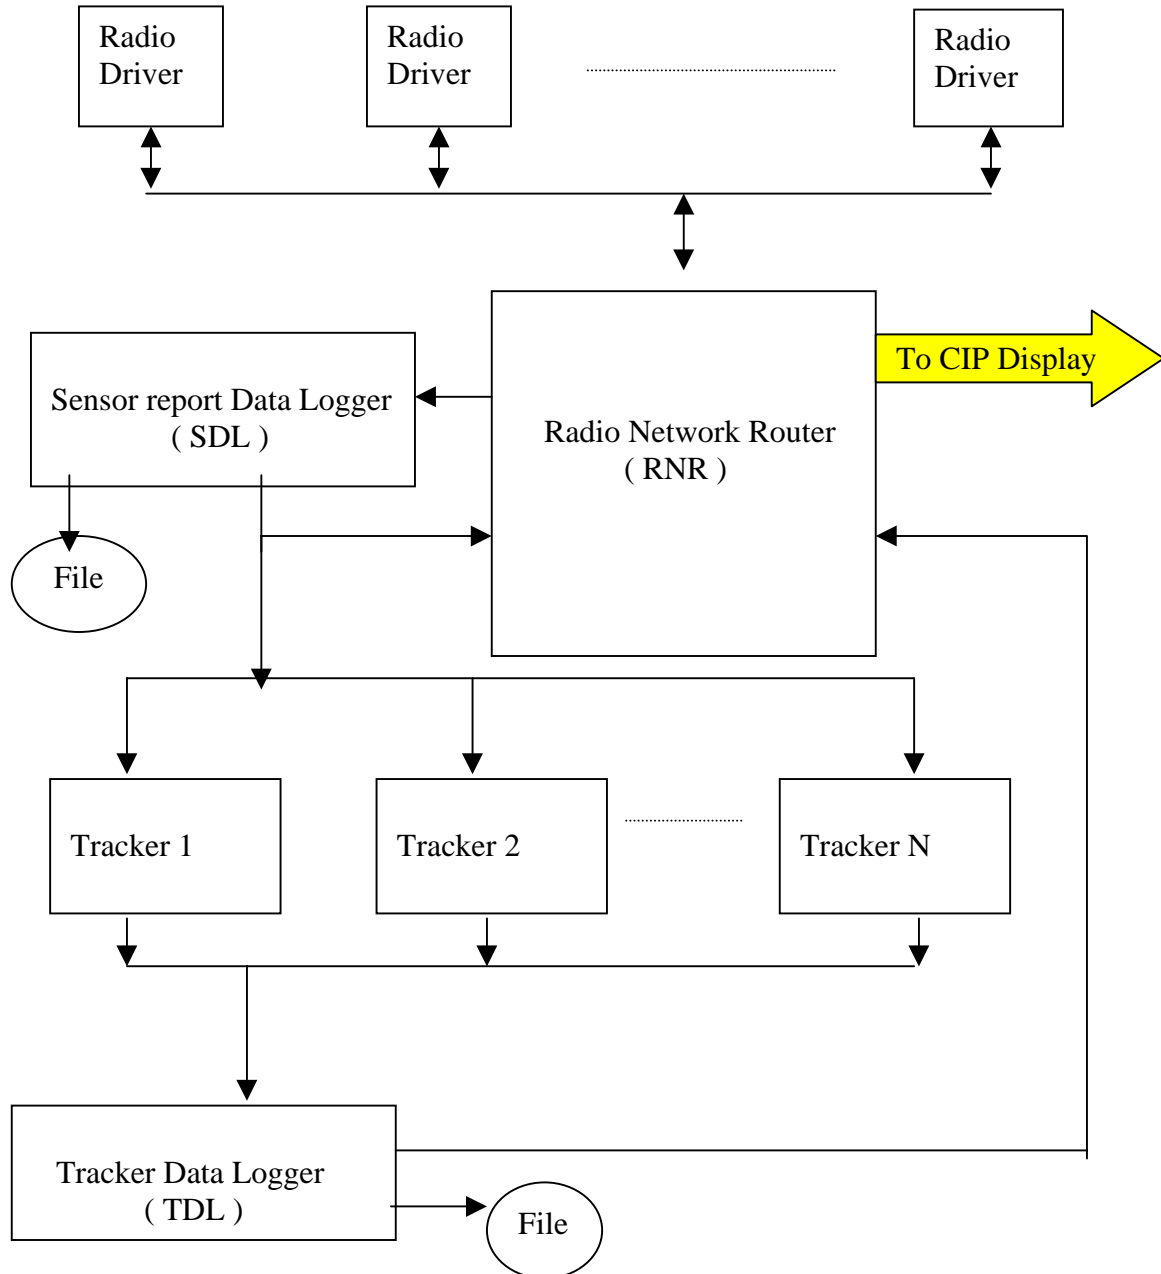 Radio
Driver
Radio
Driver
Radio
Driver
To CIP Display
Sensor report Data Logger
( SDL )
Radio Network Router
( RNR )
File
Tracker 1
Tracker 2
Tracker N
Tracker Data Logger
( TDL )
File